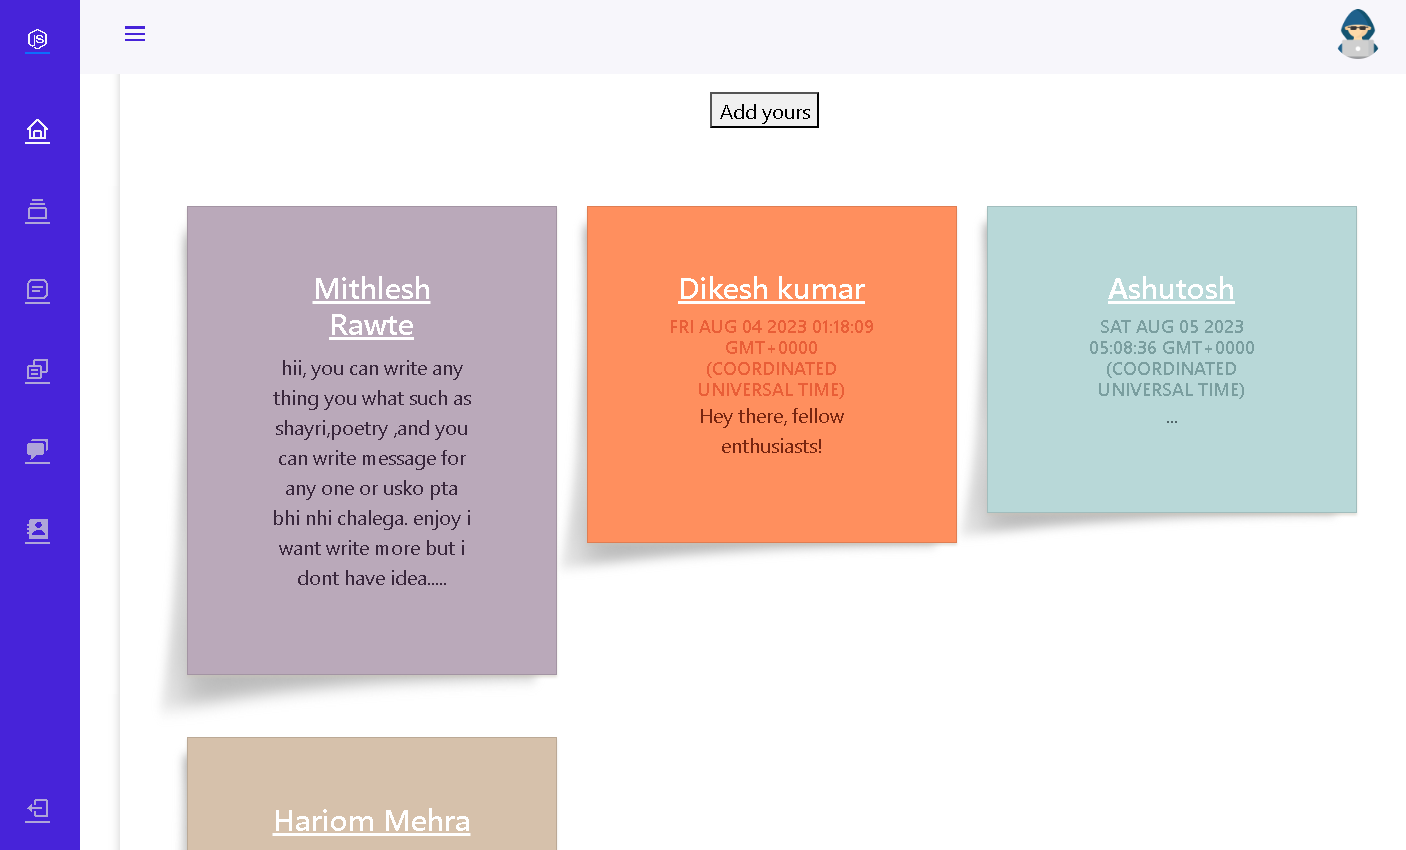 JS
Add yours
Mithlesh
Rawte
hii, you can write any
thing you what such as
shayri,poetry ,and you
can write message for
any one or usko pta
bhi nhi chalega. enjoy i
want write more but i
dont have idea.....
Dikesh kumar
FRI AUG 04 2023 01:18:09
GMT+0000
(COORDINATED
UNIVERSAL TIME)
Hey there, fellow
enthusiasts!
Ashutosh
SAT AUG 05 2023
05:08:36 GMT+0000
(COORDINATED
UNIVERSAL TIME)
...
Hariom Mehra